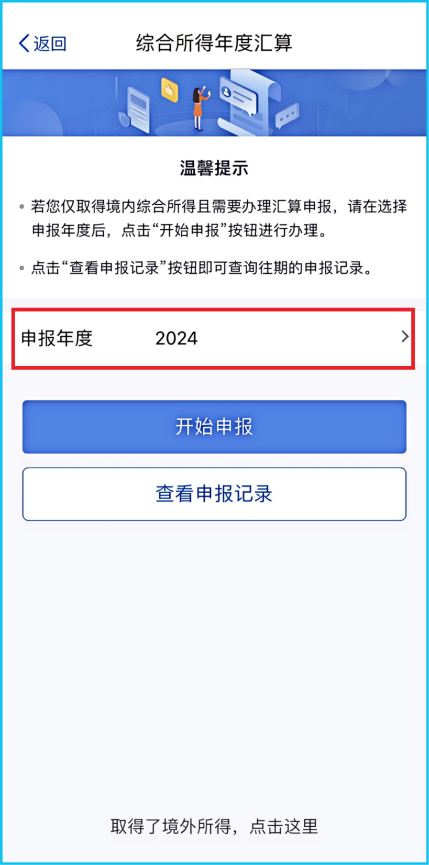 返回
综合所得年度汇算
温馨提示
若您仅取得境内综合所得且需要办理汇算申报，请在选择
申报年度后，点击“开始申报”按钮进行办理。
点击“查看申报记录”按钮即可查询往期的申报记录。
申报年度 2024
开始申报
查看申报记录
取得了境外所得，点击这里